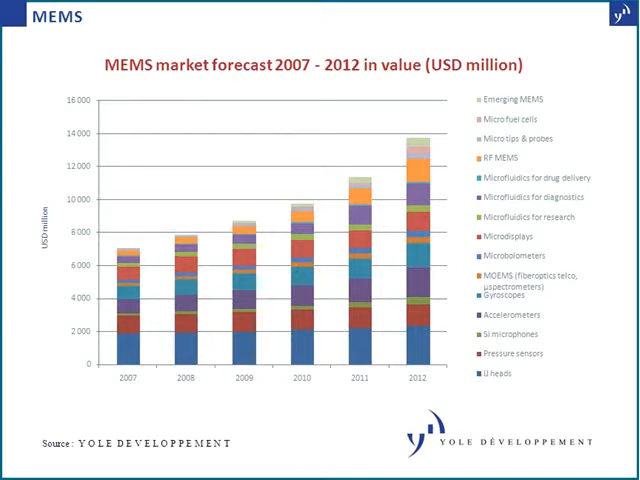 MEMS
MEMS market forecast 2007 - 2012 in value (USD million)
16 000
14 000
12 000
10 000
8 000
6 000
4 000
2 000
0
USD million
2007
2008
2009
2010
2011
2012
Emerging MEMS
Micro fuel cells
Micro tips & probes
RF MEMS
Microfluidics for drug delivery
Microfluidics for diagnostics
Microfluidics for research
Microdisplays
Microbolometers
MOEMS (fiberoptics telco,
µspectrometers)
Gyroscopes
Accelerometers
Si microphones
Pressure sensors
IJ heads
Source : YOLE DEVELOPPEMENT
YOLE DÉVELOPPEMENT